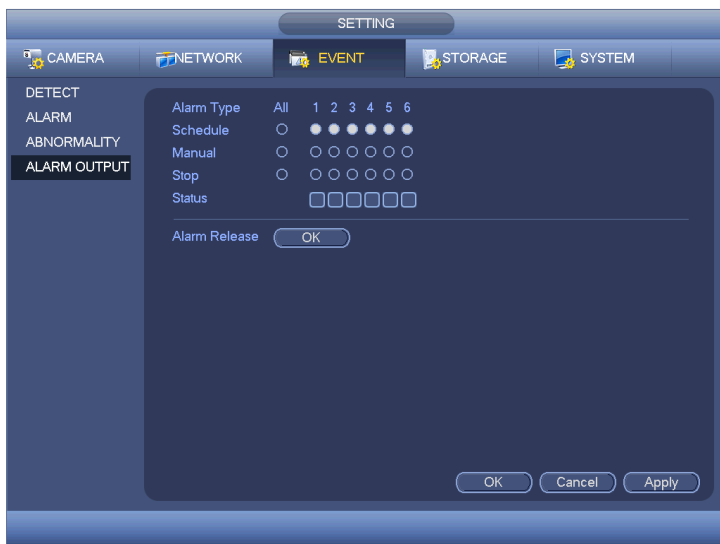 SETTING
CAMERA NETWORK EVENT STORAGE SYSTEM
DETECT
ALARM
ABNORMALITY
ALARM OUTPUT
Alarm Type All 1 2 3 4 5 6
Schedule
Manual
Stop
Status
Alarm Release OK
OK Cancel Apply